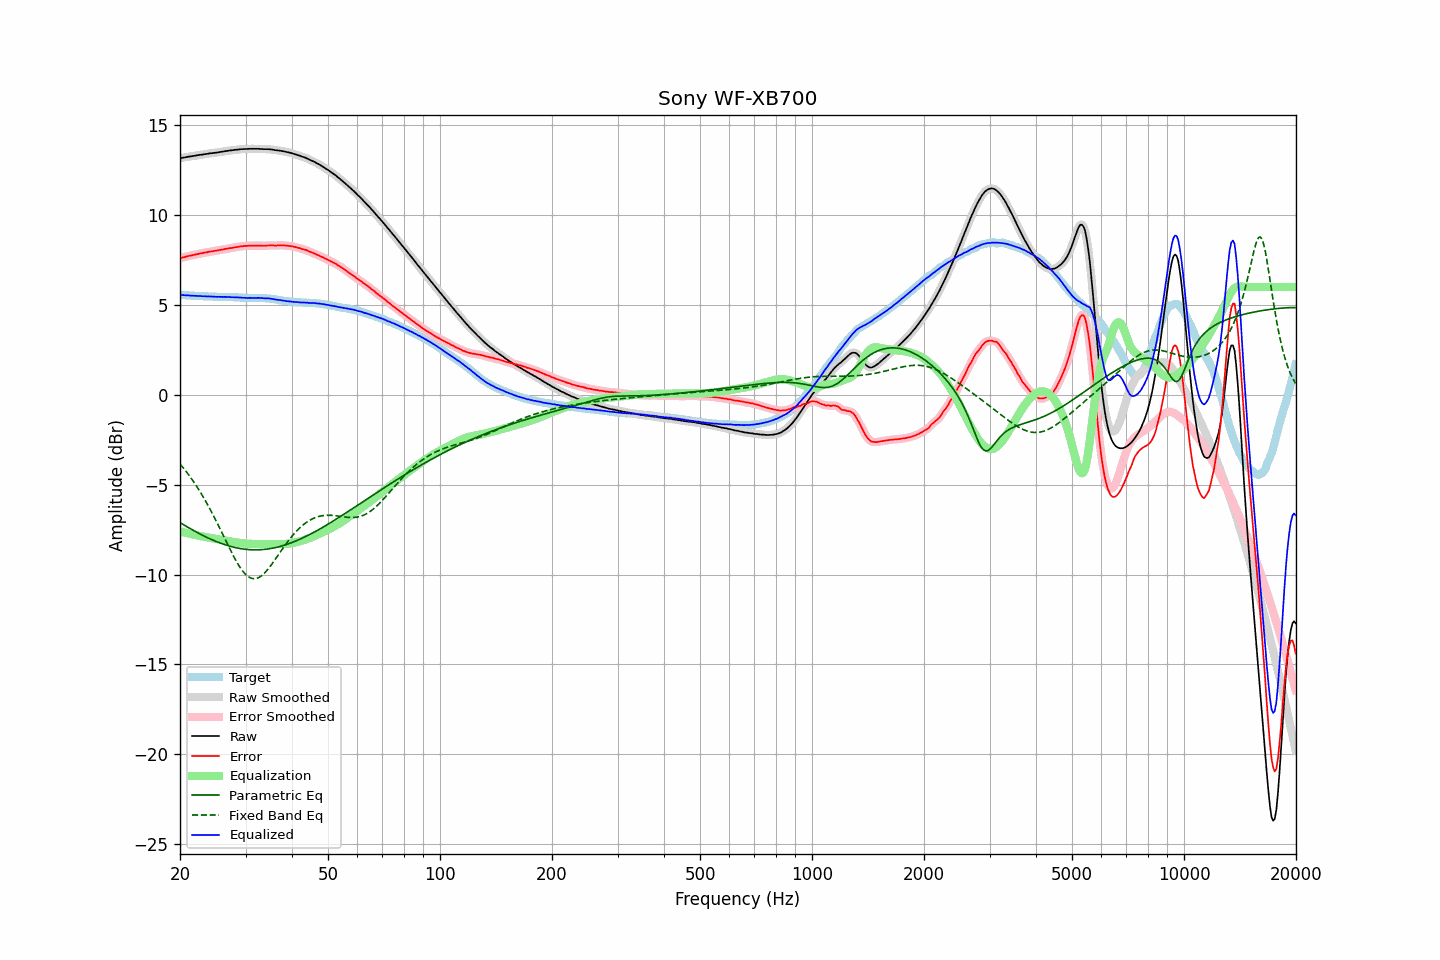 Sony WF-XB700
15
10
5
0
−5
−10
−15
−20
−25
Amplitude (dBr)
Target
Raw Smoothed
Error Smoothed
Raw
Error
Equalization
Parametric Eq
Fixed Band Eq
Equalized
20 50 100 200 500 1000 2000 5000 10000 20000
Frequency (Hz)